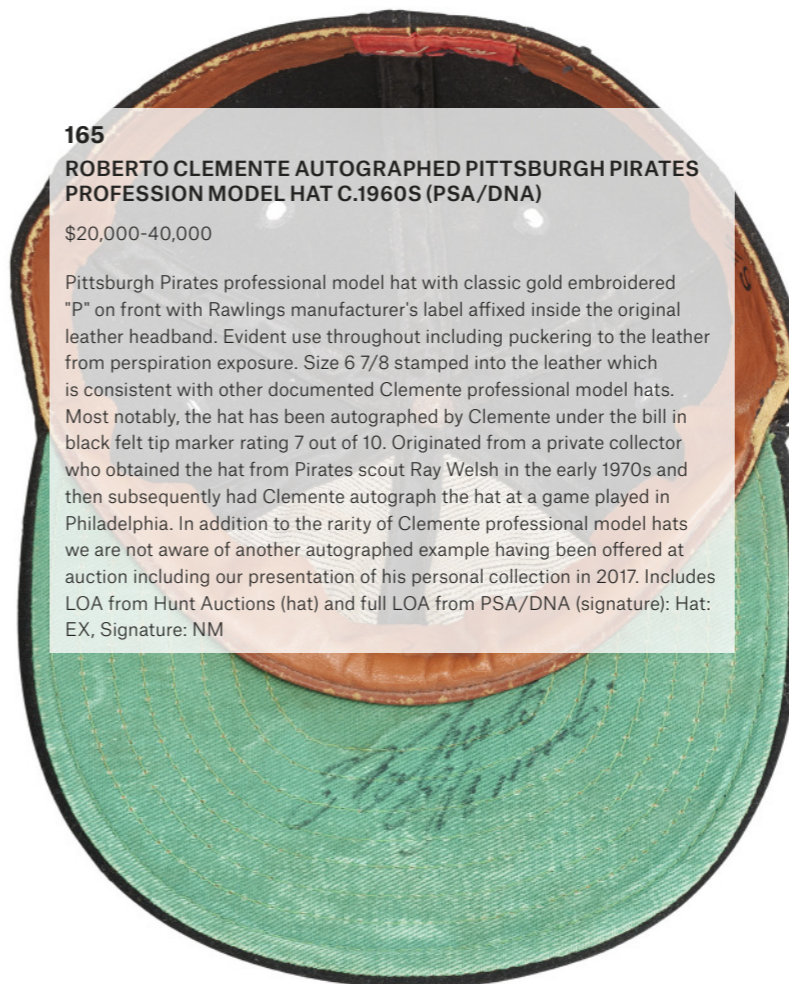 165
ROBERTO CLEMENTE AUTOGRAPHED PITTSBURGH PIRATES
PROFESSION MODEL HAT C.1960S (PSA/DNA)
$20,000-40,000
Pittsburgh Pirates professional model hat with classic gold embroidered
"P" on front with Rawlings manufacturer's label affixed inside the original
leather headband. Evident use throughout including puckering to the leather
from perspiration exposure. Size 6 7/8 stamped into the leather which
is consistent with other documented Clemente professional model hats.
Most notably, the hat has been autographed by Clemente under the bill in
black felt tip marker rating 7 out of 10. Originated from a private collector
who obtained the hat from Pirates scout Ray Welsh in the early 1970s and
then subsequently had Clemente autograph the hat at a game played in
Philadelphia. In addition to the rarity of Clemente professional model hats
we are not aware of another autographed example having been offered at
auction including our presentation of his personal collection in 2017. Includes
LOA from Hunt Auctions (hat) and full LOA from PSA/DNA (signature): Hat:
EX, Signature: NM
Roberto
Clemente